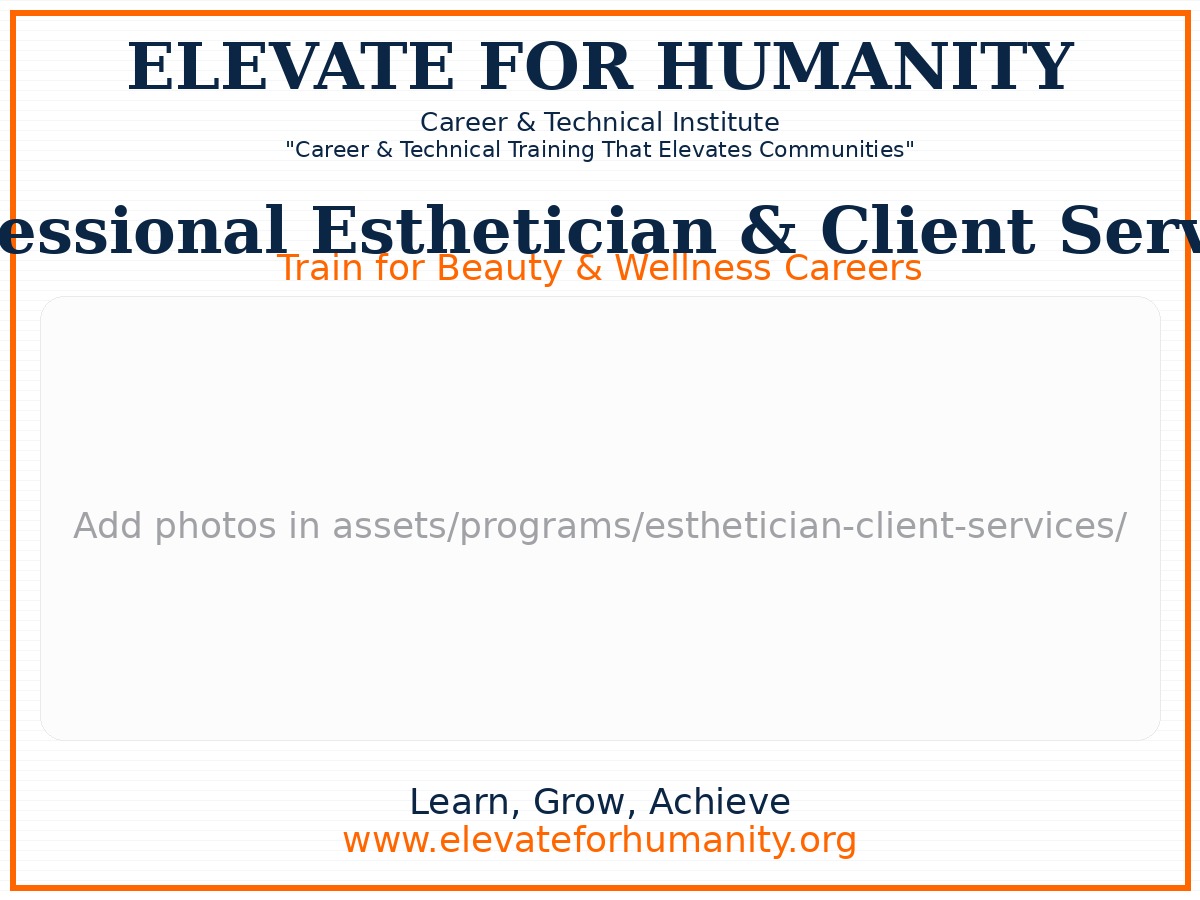 ELEVATE FOR HUMANITY
Career & Technical Institute
"Career & Technical Training That Elevates Communities"
essional Esthetician & Client Serv
Train for Beauty & Wellness Careers
Add photos in assets/programs/esthetician-client-services/
Learn, Grow, Achieve
www.elevateforhumanity.org